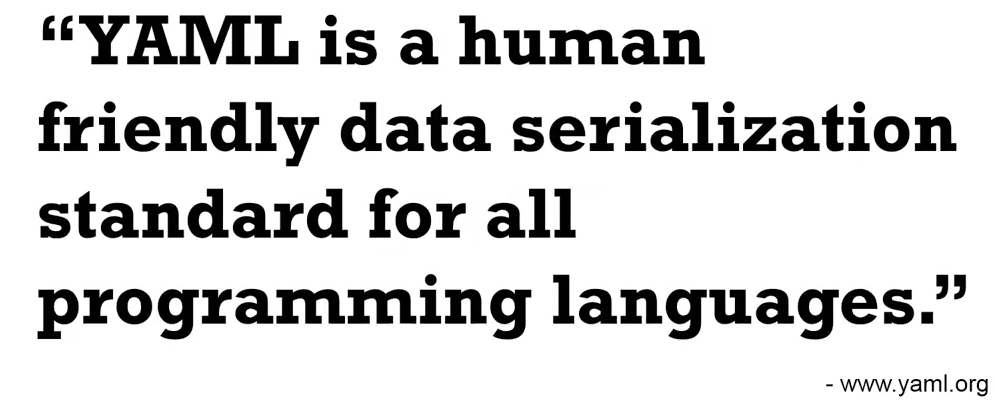 “YAML is a human
friendly data serialization
standard for all
programming languages.”
- www.yaml.org